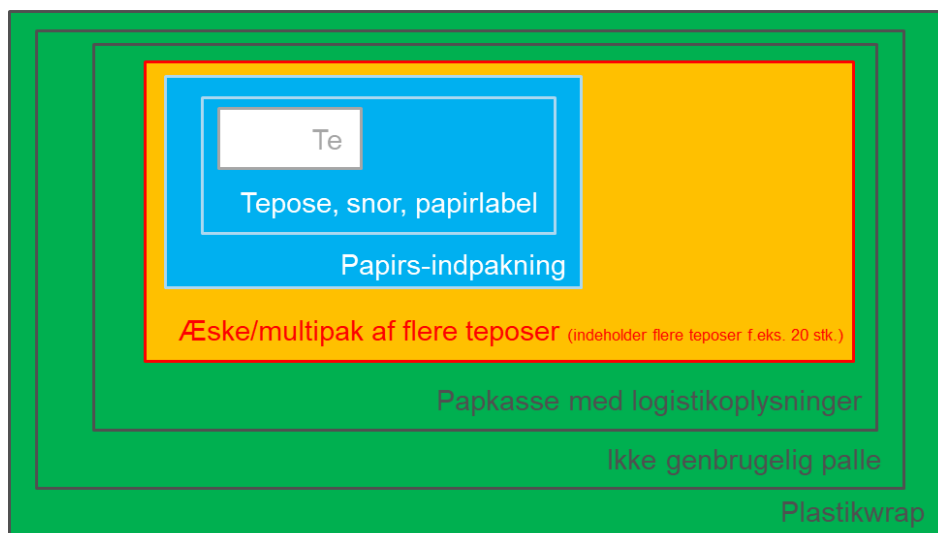 Te
Tepose, snor, papirlabel
Papirs-indpakning
Æske/multipak af flere teposer (indeholder flere teposer f.eks. 20 stk.)
Papkasse med logistikoplysninger
Ikke genbrugelig palle
Plastikwrap